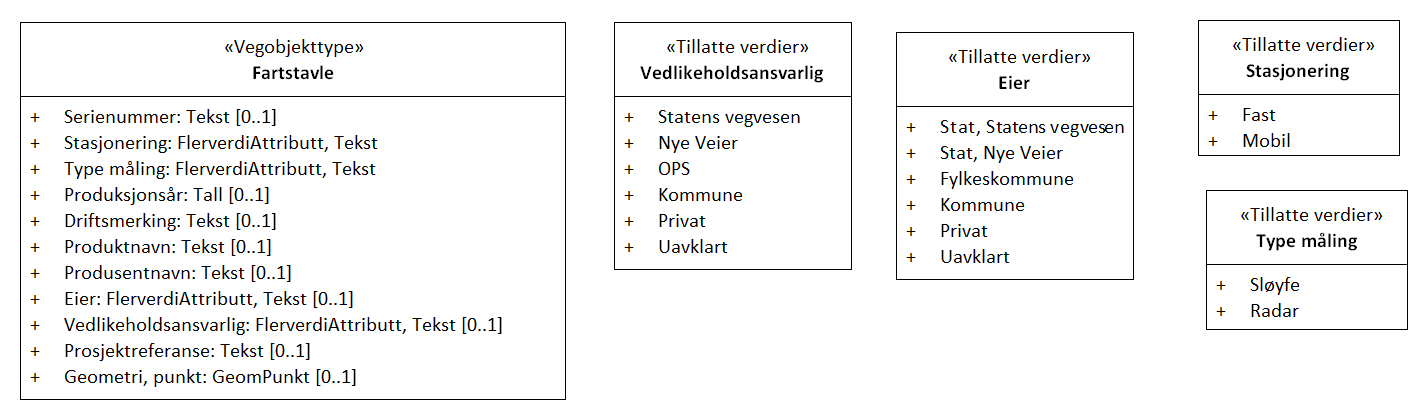 «Vegobjekttype»
Fartstavle
+ Serienummer: Tekst [0..1]
+ Stasjonering: FlerverdiAttributt, Tekst
+ Type måling: FlerverdiAttributt, Tekst
+ Produksjonsår: Tall [0..1]
+ Driftsmerking: Tekst [0..1]
+ Produktnavn: Tekst [0..1]
+ Produsentnavn: Tekst [0..1]
+ Eier: FlerverdiAttributt, Tekst [0..1]
+ Vedlikeholdsansvarlig: FlerverdiAttributt, Tekst [0..1]
+ Prosjektreferanse: Tekst [0..1]
+ Geometri, punkt: GeomPunkt [0..1]
«Tillatte verdier»
Vedlikeholdsansvarlig
+ Statens vegvesen
+ Nye Veier
+ OPS
+ Kommune
+ Privat
+ Uavklart
«Tillatte verdier»
Eier
+ Stat, Statens vegvesen
+ Stat, Nye Veier
+ Fylkeskommune
+ Kommune
+ Privat
+ Uavklart
«Tillatte verdier»
Stasjonering
+ Fast
+ Mobil
«Tillatte verdier»
Type måling
+ Sløyfe
+ Radar